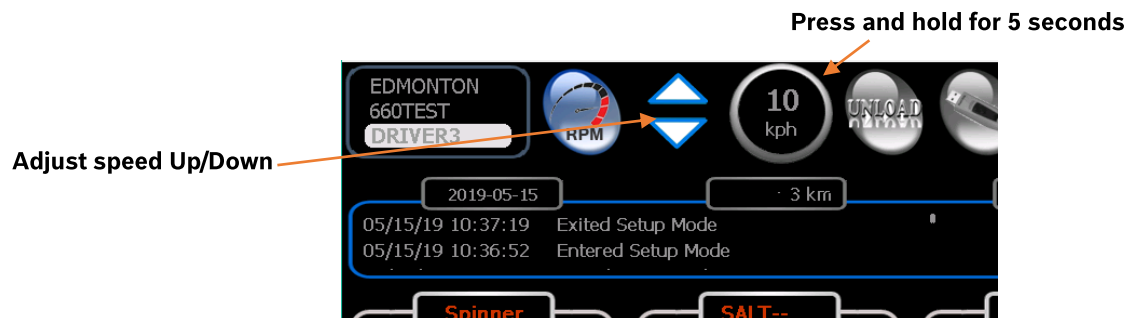 Press and hold for 5 seconds
EDMONTON
660TEST
DRIVER3
RPM
10
kph
UNLOAD
Adjust speed Up/Down
2019-05-15
3 km
05/15/19 10:37:19 Exited Setup Mode
05/15/19 10:36:52 Entered Setup Mode
Spinner
SALT--